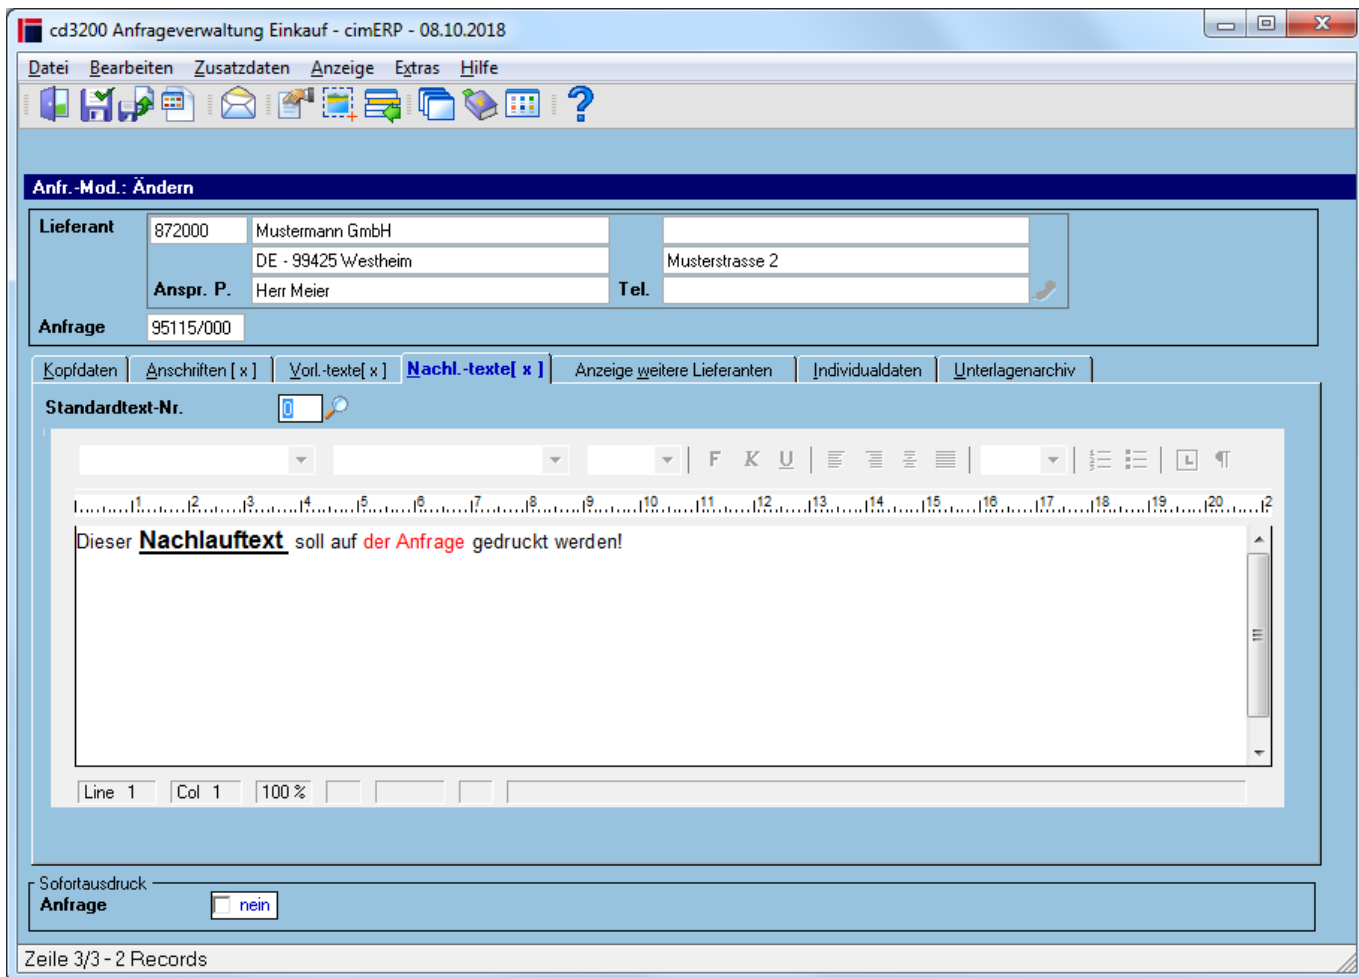 cd3200 Anfrageverwaltung Einkauf - cimERP - 08.10.2018
Datei Bearbeiten Zusatzdaten Anzeige Extras Hilfe
Anfr.-Mod.: Ändern
Lieferant 872000 Mustermann GmbH
DE - 99425 Westheim Musterstrasse 2
Anspr. P. Herr Meier Tel.
Anfrage 95115/000
Kopfdaten Anschriften [ x ] Vorl.-texte[ x ] Nachl.-texte[ x ] Anzeige weitere Lieferanten Individualdaten Unterlagenarchiv
Standardtext-Nr. 0
F K U L ¶
1 2 3 4 5 6 7 8 9 10 11 12 13 14 15 16 17 18 19 20 2
Dieser Nachlauftext soll auf der Anfrage gedruckt werden!
Line 1 Col 1 100 %
Sofortausdruck
Anfrage nein
Zeile 3/3 - 2 Records